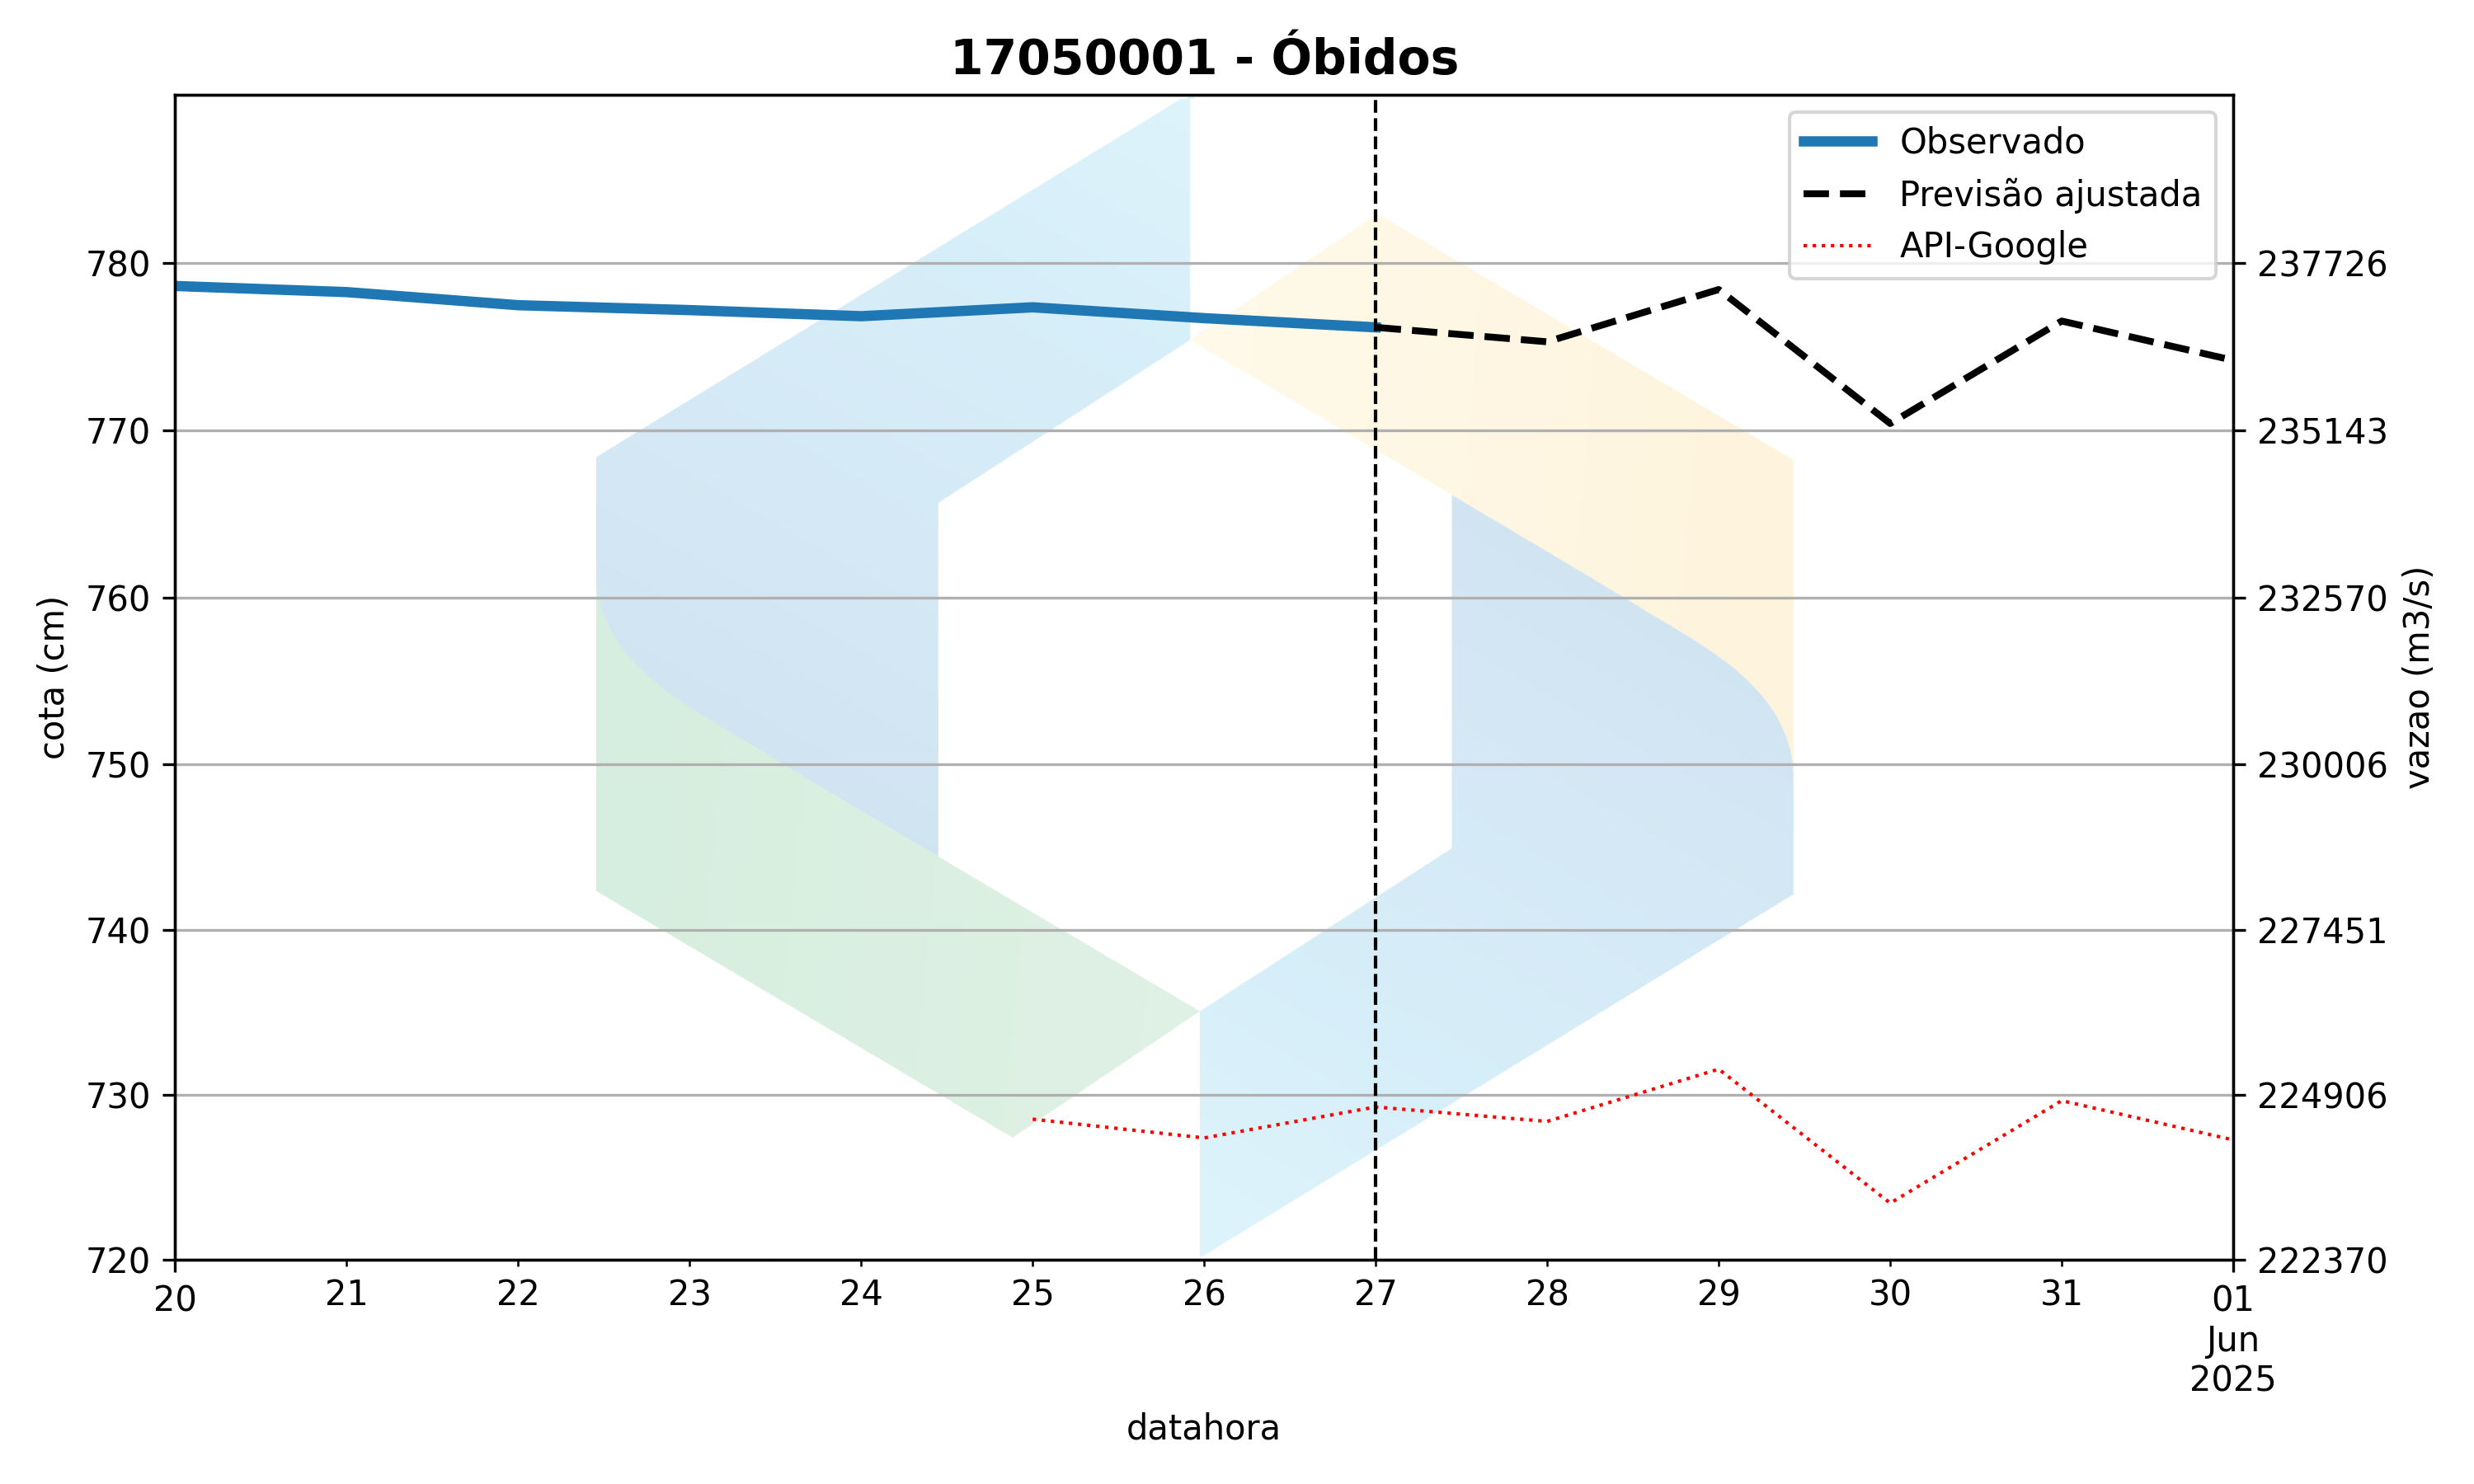 17050001 - Óbidos
Observado
Previsão ajustada
API-Google
780
770
760
750
740
730
720
cota (cm)
237726
235143
232570
230006
227451
224906
222370
vazao (m3/s)
20 21 22 23 24 25 26 27 28 29 30 31 01
Jun
2025
datahora